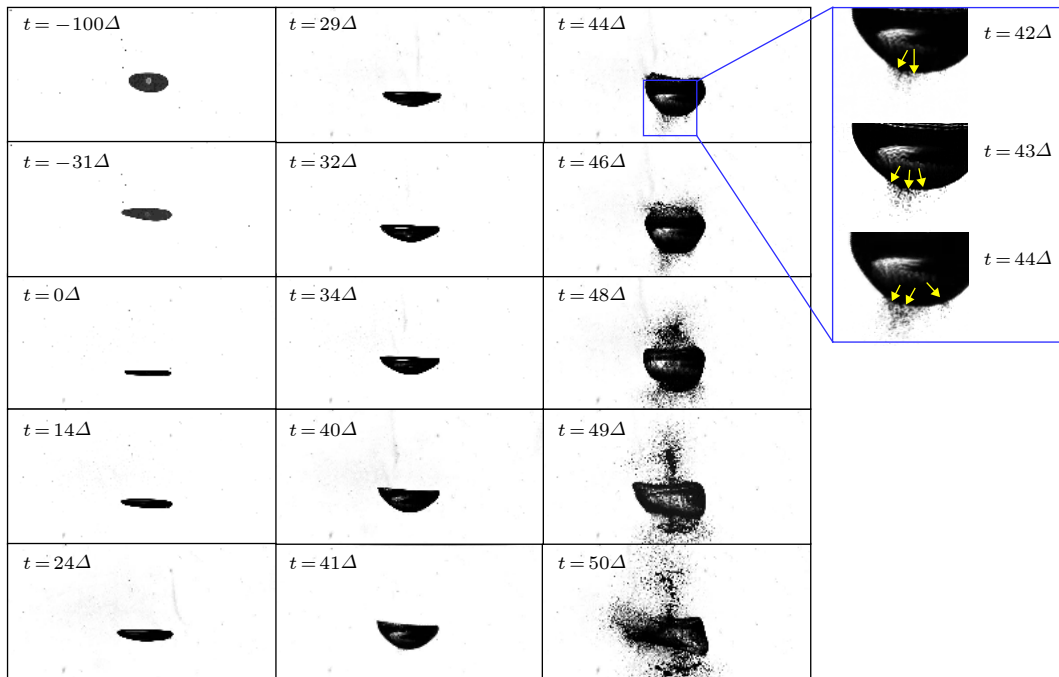 t = −100Δ
t = 29Δ
t = 44Δ
t = 42Δ
t = 43Δ
t = 44Δ
t = −31Δ
t = 32Δ
t = 46Δ
t = 0Δ
t = 34Δ
t = 48Δ
t = 14Δ
t = 40Δ
t = 49Δ
t = 24Δ
t = 41Δ
t = 50Δ